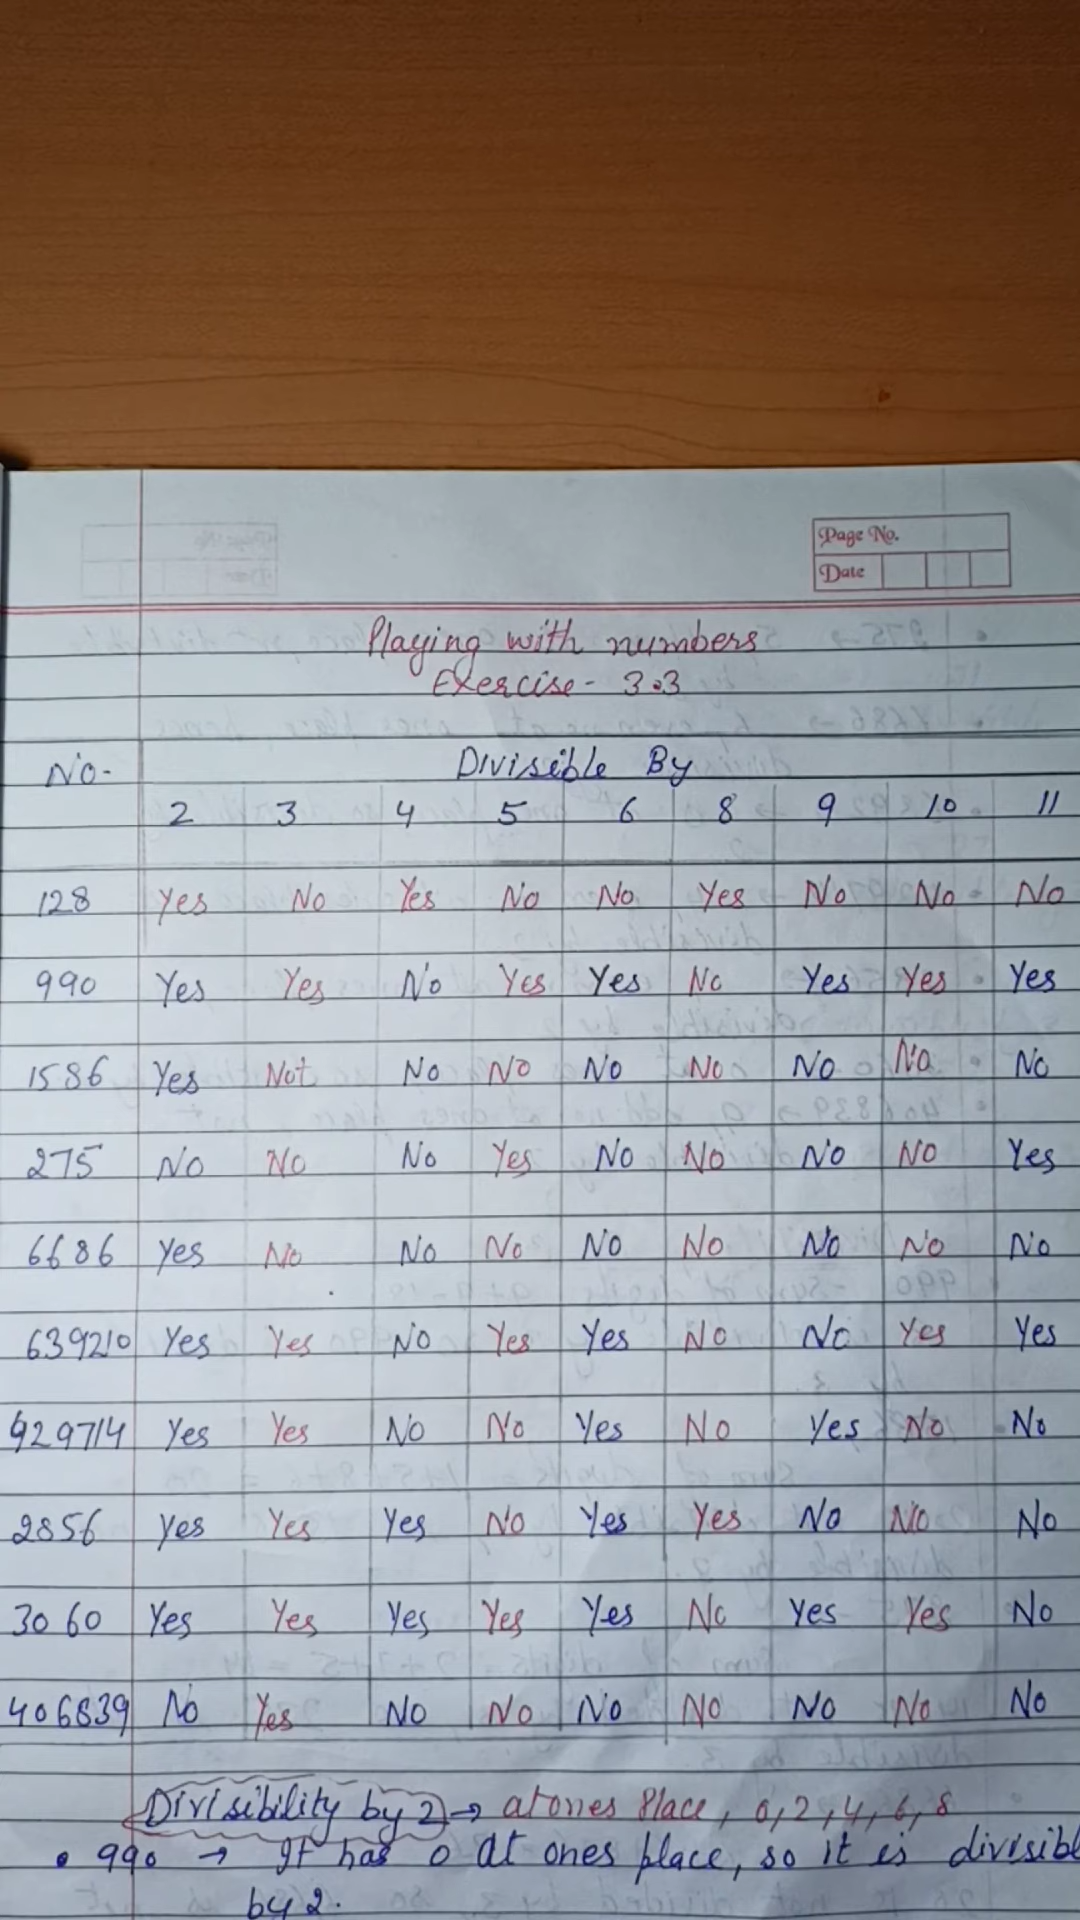 Page No.
Date
Playing with numbers
Exercise - 3.3
No- Divisible By
2 3 4 5 6 8 9 10 11
128 Yes No Yes No No Yes No No No
990 Yes Yes No Yes Yes No Yes Yes Yes
1586 Yes Not No No No No No No No
275 No No No Yes No No No No Yes
6686 Yes No No No No No No No No
639210 Yes Yes No Yes Yes No No Yes Yes
429714 Yes Yes No No Yes No Yes No No
2856 Yes Yes Yes No Yes Yes No No No
3060 Yes Yes Yes Yes Yes No Yes Yes No
406839 No Yes No No No No No No No
Divisibility by 2 → at ones Place, 0,2,4,6,8
• 990 → It has 0 at ones place, so it is divisibl
by 2.